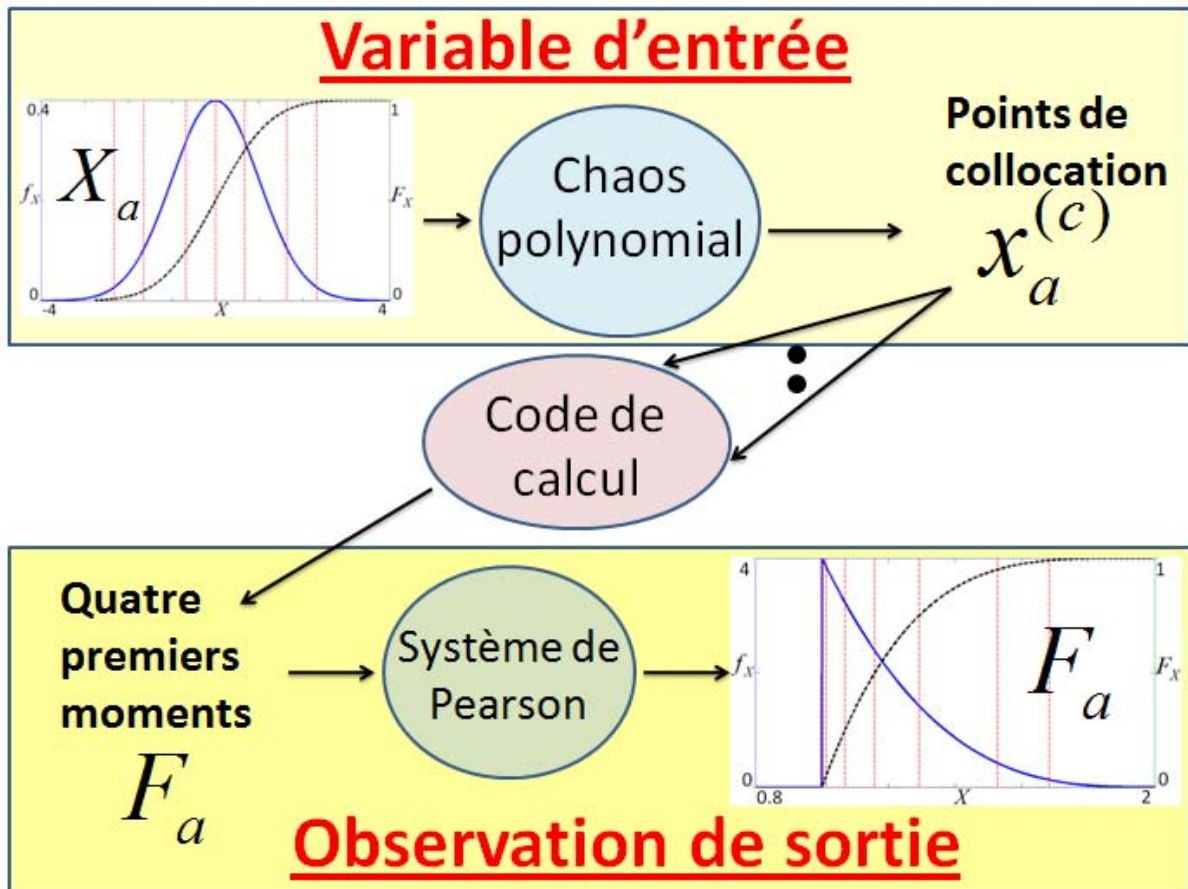 Variable d'entrée
0.4
1
X_a
f_X
F_X
0
0
-4
X
4
Chaos
polynomial
Points de
collocation
x_a^{(c)}
Code de
calcul
Quatre
premiers
moments
F_a
Système de
Pearson
4
1
f_X
F_X
F_a
0
0
0.8
X
2
Observation de sortie